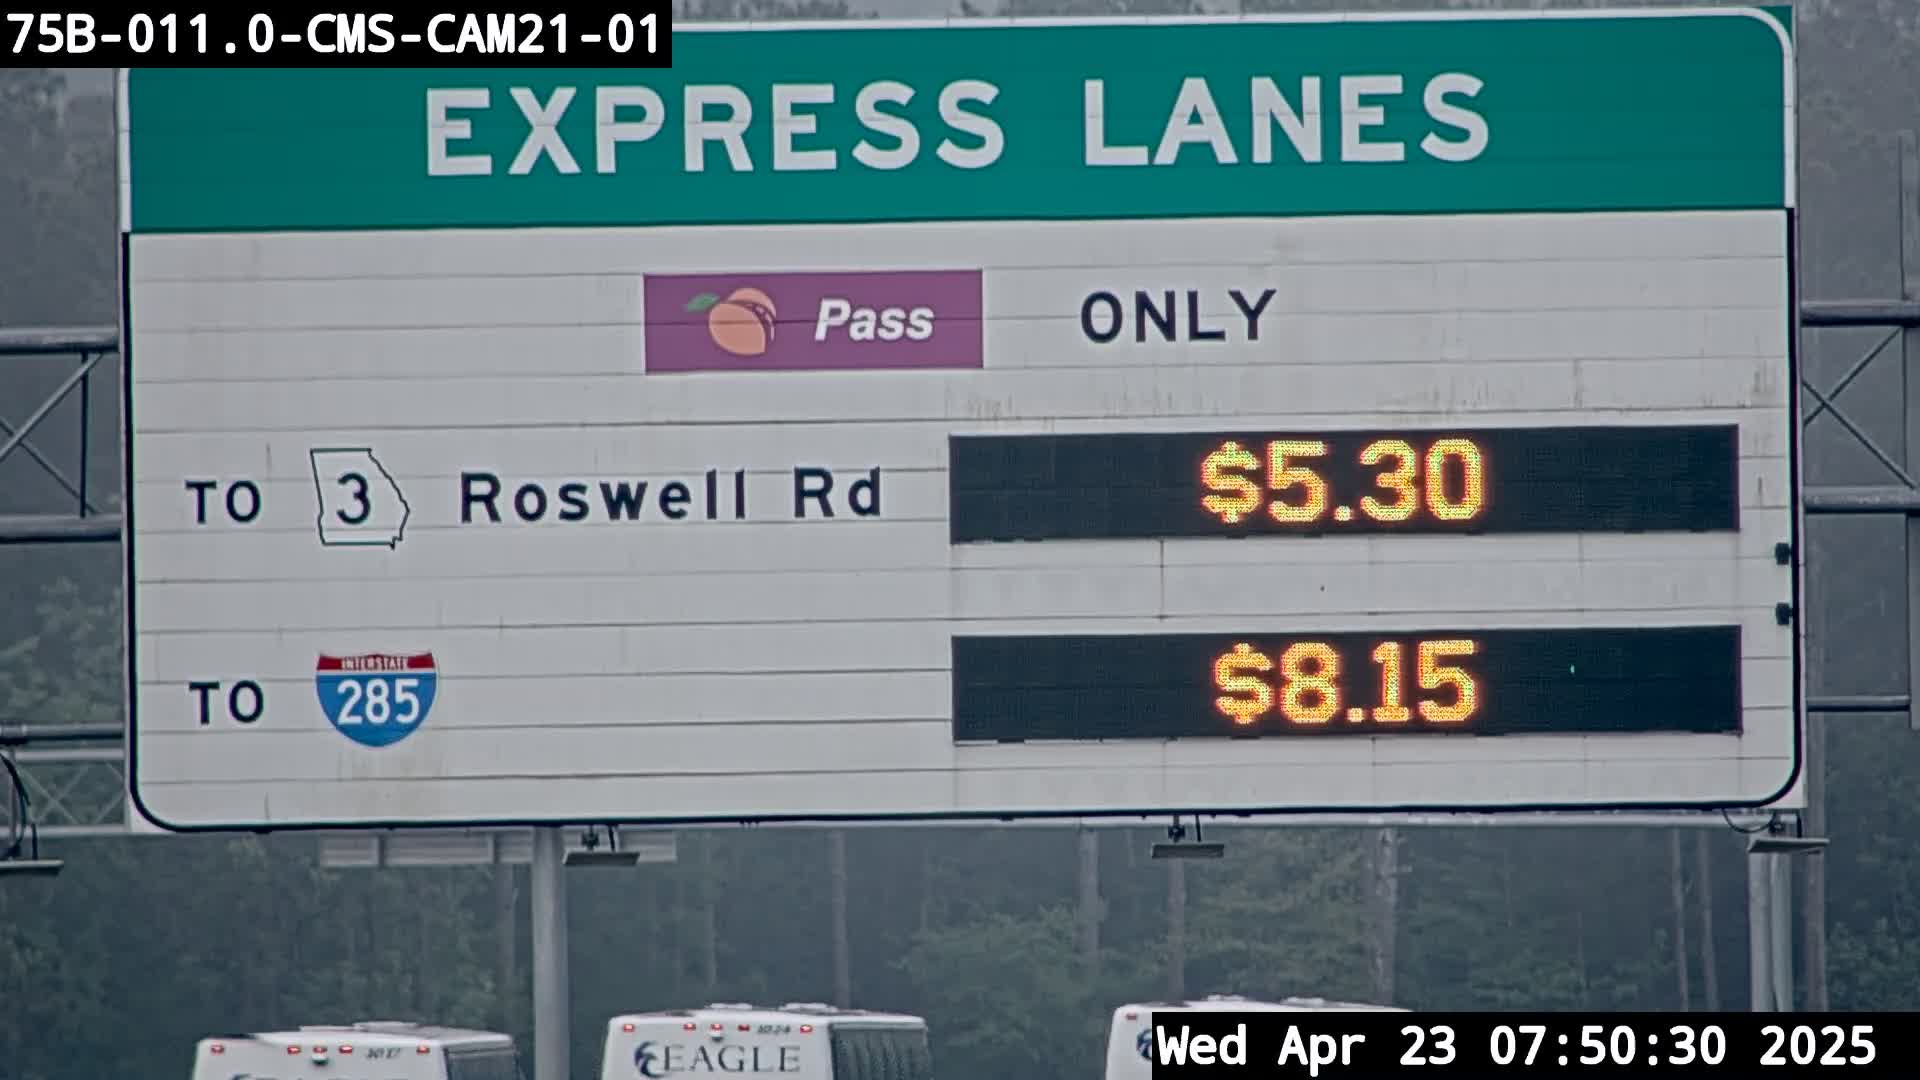 75B-011.0-CMS-CAM21-01
EXPRESS LANES
Pass ONLY
TO 3 Roswell Rd $5.30
INTERSTATE
TO 285 $8.15
EAGLE
Wed Apr 23 07:50:30 2025